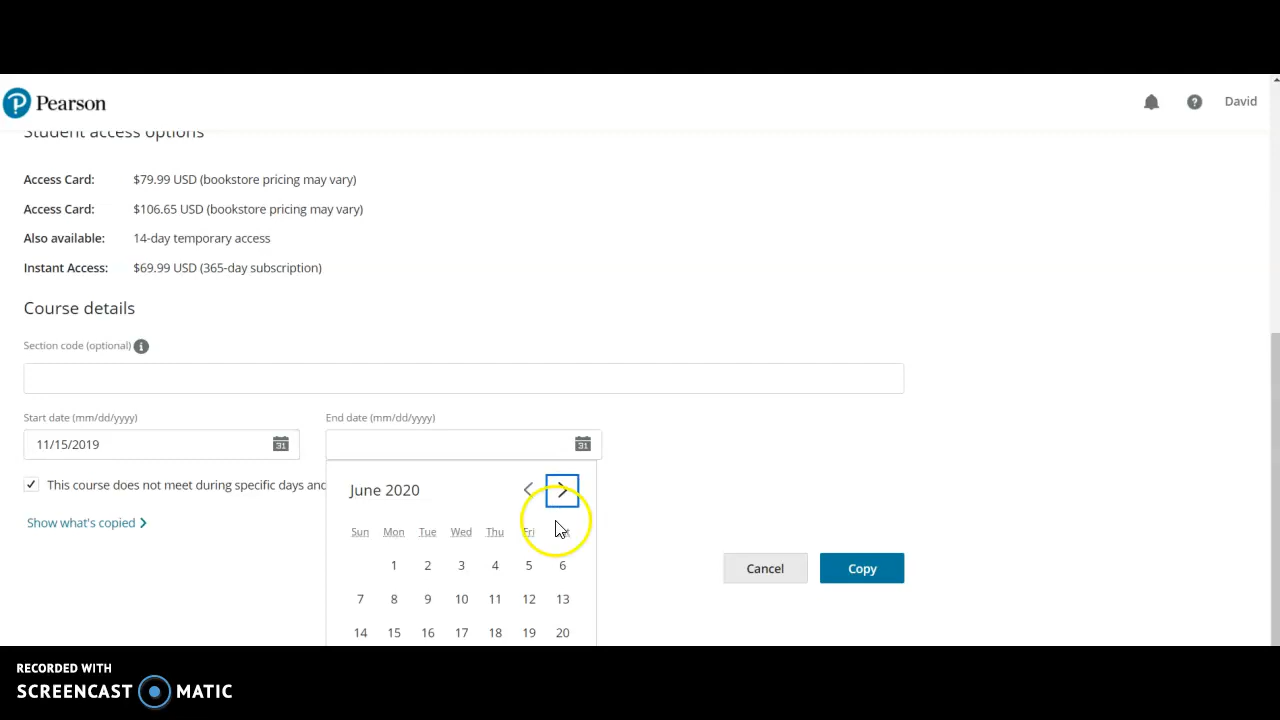 Pearson
David
Student access options
Access Card: $79.99 USD (bookstore pricing may vary)
Access Card: $106.65 USD (bookstore pricing may vary)
Also available: 14-day temporary access
Instant Access: $69.99 USD (365-day subscription)
Course details
Section code (optional)
Start date (mm/dd/yyyy) End date (mm/dd/yyyy)
11/15/2019
31 31
This course does not meet during specific days and
June 2020
Show what's copied
Sun Mon Tue Wed Thu Fri
1 2 3 4 5 6
Cancel Copy
7 8 9 10 11 12 13
14 15 16 17 18 19 20
RECORDED WITH
SCREENCAST MATIC